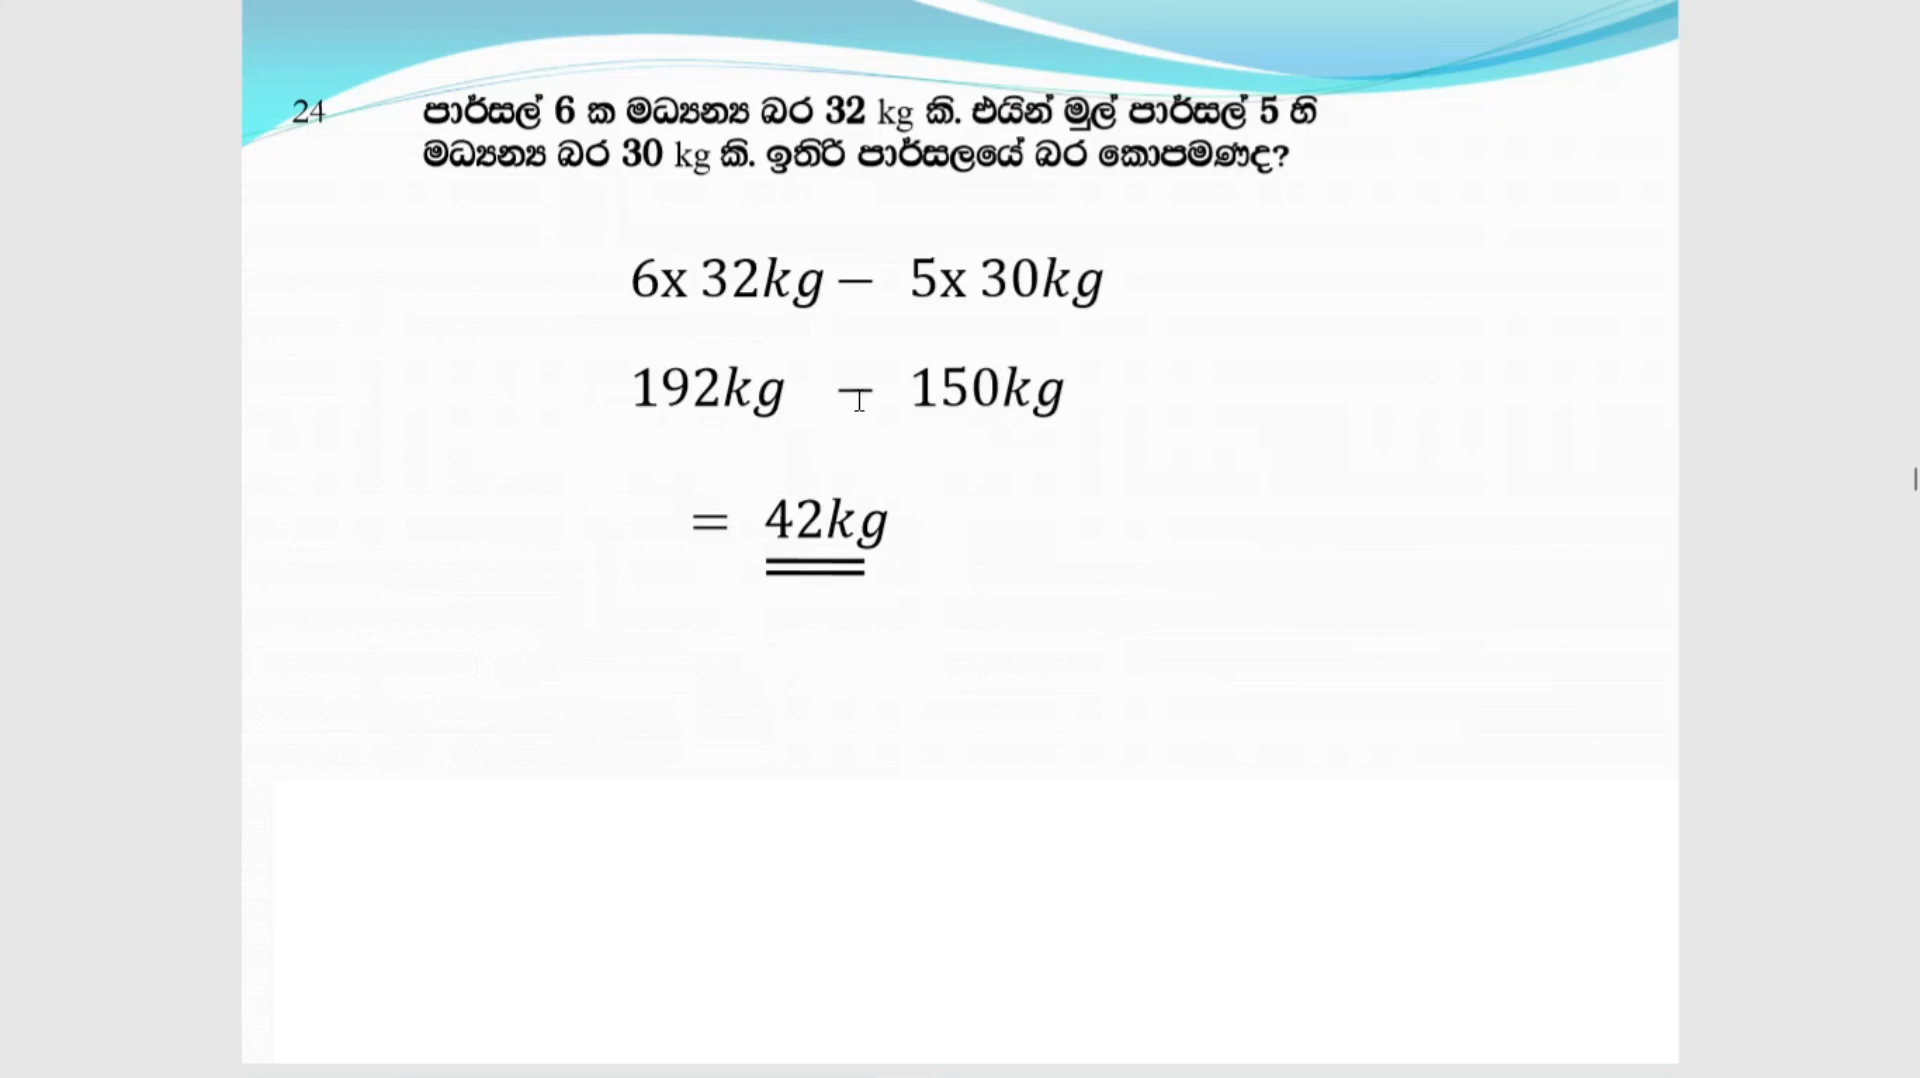 24 පාර්සල් 6 ක මධ්‍යන්‍ය බර 32 kg කි. එයින් මුල් පාර්සල් 5 හි
මධ්‍යන්‍ය බර 30 kg කි. ඉතිරි පාර්සලයේ බර කොපමණද?
6x 32kg − 5x 30kg
192kg − 150kg
= 42kg